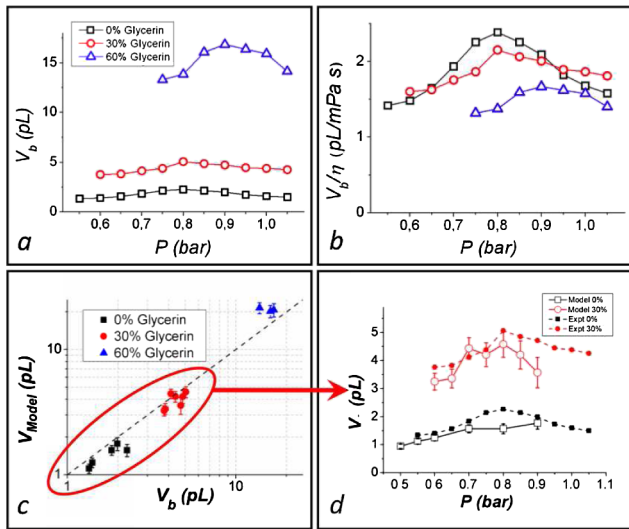 0% Glycerin
30% Glycerin
60% Glycerin
V_b (pL)
15
10
5
0
0,6 0,7 0,8 0,9 1,0
P (bar)
a
V_b/η (pL/mPa s)
2
1
0
0,6 0,7 0,8 0,9 1,0
P (bar)
b
0% Glycerin
30% Glycerin
60% Glycerin
V_Model (pL)
10
1
1 10
V_b (pL)
c
Model 0%
Model 30%
Expt 0%
Expt 30%
(pL)
5
4
3
2
1
0
0 5 0.6 0.7 0.8 0.9 1.0 1.1
P (bar)
d